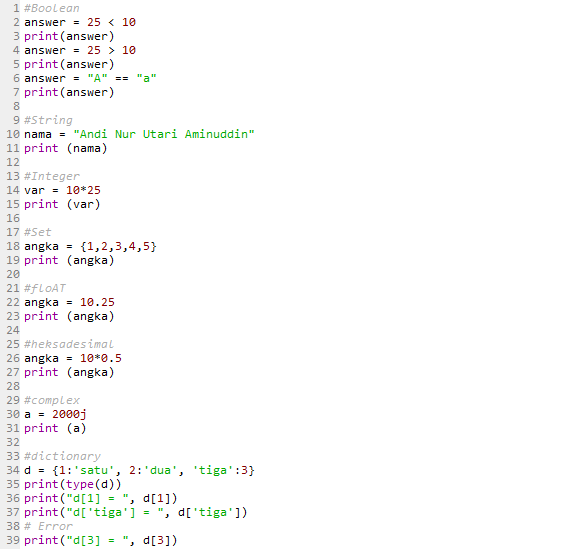 1 #Boolean
2 answer = 25 < 10
3 print(answer)
4 answer = 25 > 10
5 print(answer)
6 answer = "A" == "a"
7 print(answer)
8
9 #String
10 nama = "Andi Nur Utari Aminuddin"
11 print (nama)
12
13 #Integer
14 var = 10*25
15 print (var)
16
17 #Set
18 angka = {1,2,3,4,5}
19 print (angka)
20
21 #floAT
22 angka = 10.25
23 print (angka)
24
25 #heksadesimal
26 angka = 10*0.5
27 print (angka)
28
29 #complex
30 a = 2000j
31 print (a)
32
33 #dictionary
34 d = {1:'satu', 2:'dua', 'tiga':3}
35 print(type(d))
36 print("d[1] = ", d[1])
37 print("d['tiga'] = ", d['tiga'])
38 # Error
39 print("d[3] = ", d[3])